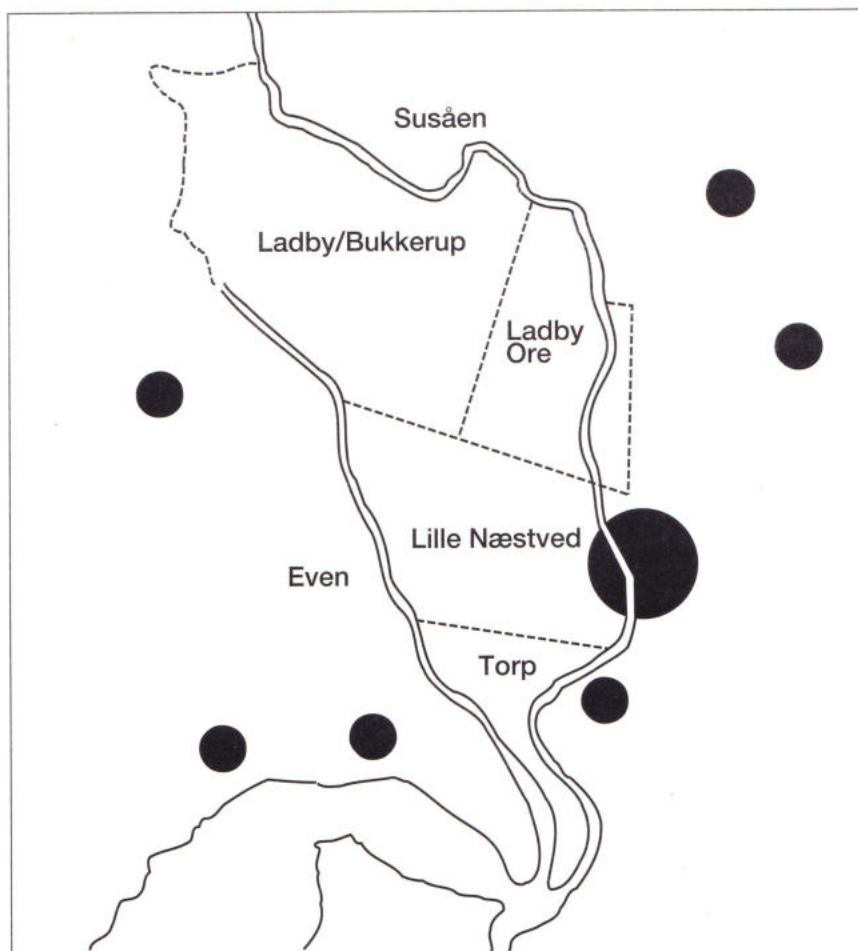 Susåen
Ladby/Bukkerup
Ladby
Ore
Lille Næstved
Even
Torp